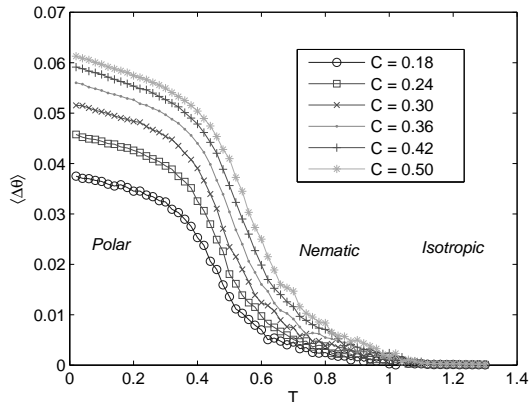 0.07
0.06
0.05
0.04
0.03
0.02
0.01
0
⟨Δθ⟩
C = 0.18
C = 0.24
C = 0.30
C = 0.36
C = 0.42
C = 0.50
Polar
Nematic
Isotropic
0 0.2 0.4 0.6 0.8 1 1.2 1.4
T